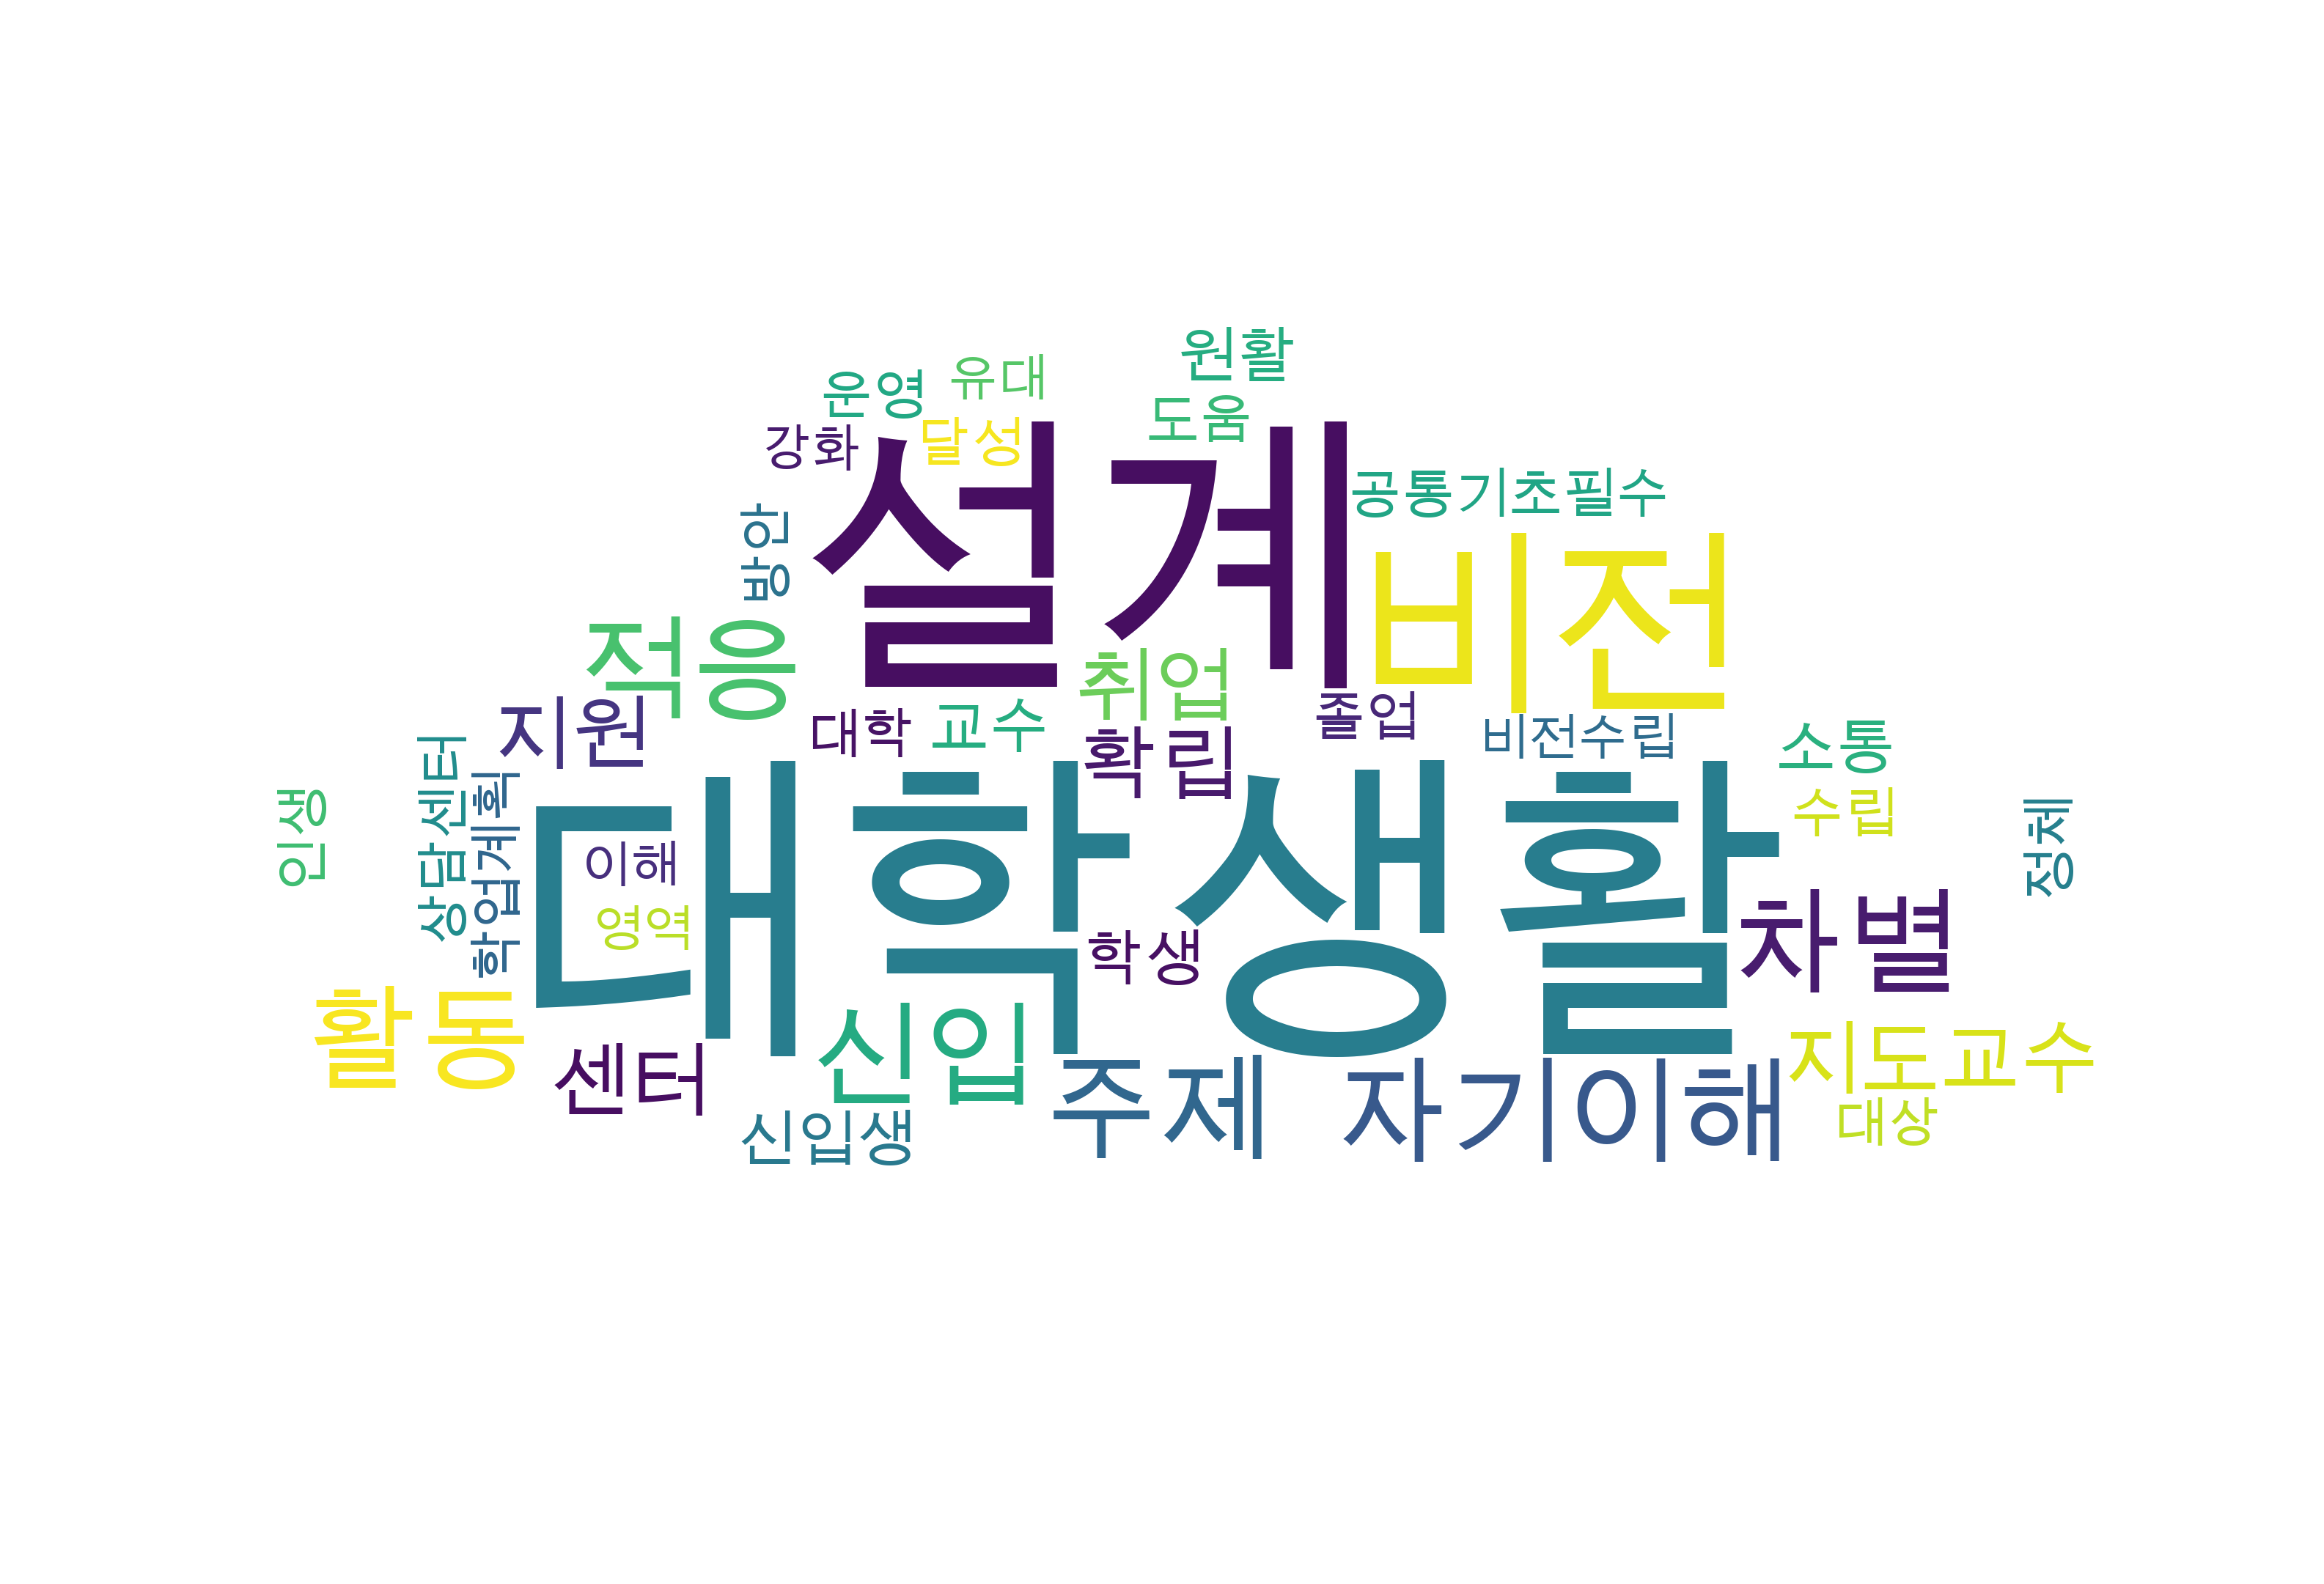 원활
운영
유대
강화
달성
도움
설계
공통기초필수
방안
비전
적응
취업
지원
대학
교수
확립
졸업
비전수립
소통
수립
상담센터
학업계획
인생
정체
대학생활
이해
영역
학생
차별
활동
센터
신입
주제
자기이해
지도교수
대상
신입생